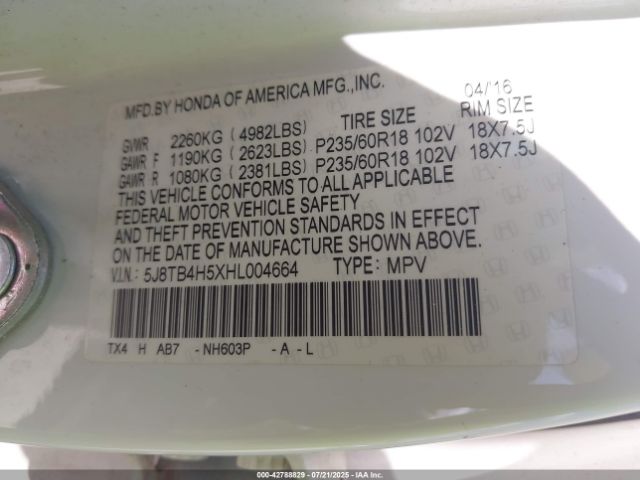 MFD.BY HONDA OF AMERICA MFG.,INC. 04/'16
TIRE SIZE RIM SIZE
GVWR 2260KG ( 4982LBS)
GAWR F 1190KG ( 2623LBS) P235/60R18 102V 18X7.5J
GAWR R 1080KG ( 2381LBS) P235/60R18 102V 18X7.5J
THIS VEHICLE CONFORMS TO ALL APPLICABLE
FEDERAL MOTOR VEHICLE SAFETY
AND THEFT PREVENTION STANDARDS IN EFFECT
ON THE DATE OF MANUFACTURE SHOWN ABOVE.
V.I.N.: 5J8TB4H5XHL004664 TYPE: MPV
TX4 H AB7 - NH603P - A - L
000-42788829 - 07/21/2025 - IAA Inc.